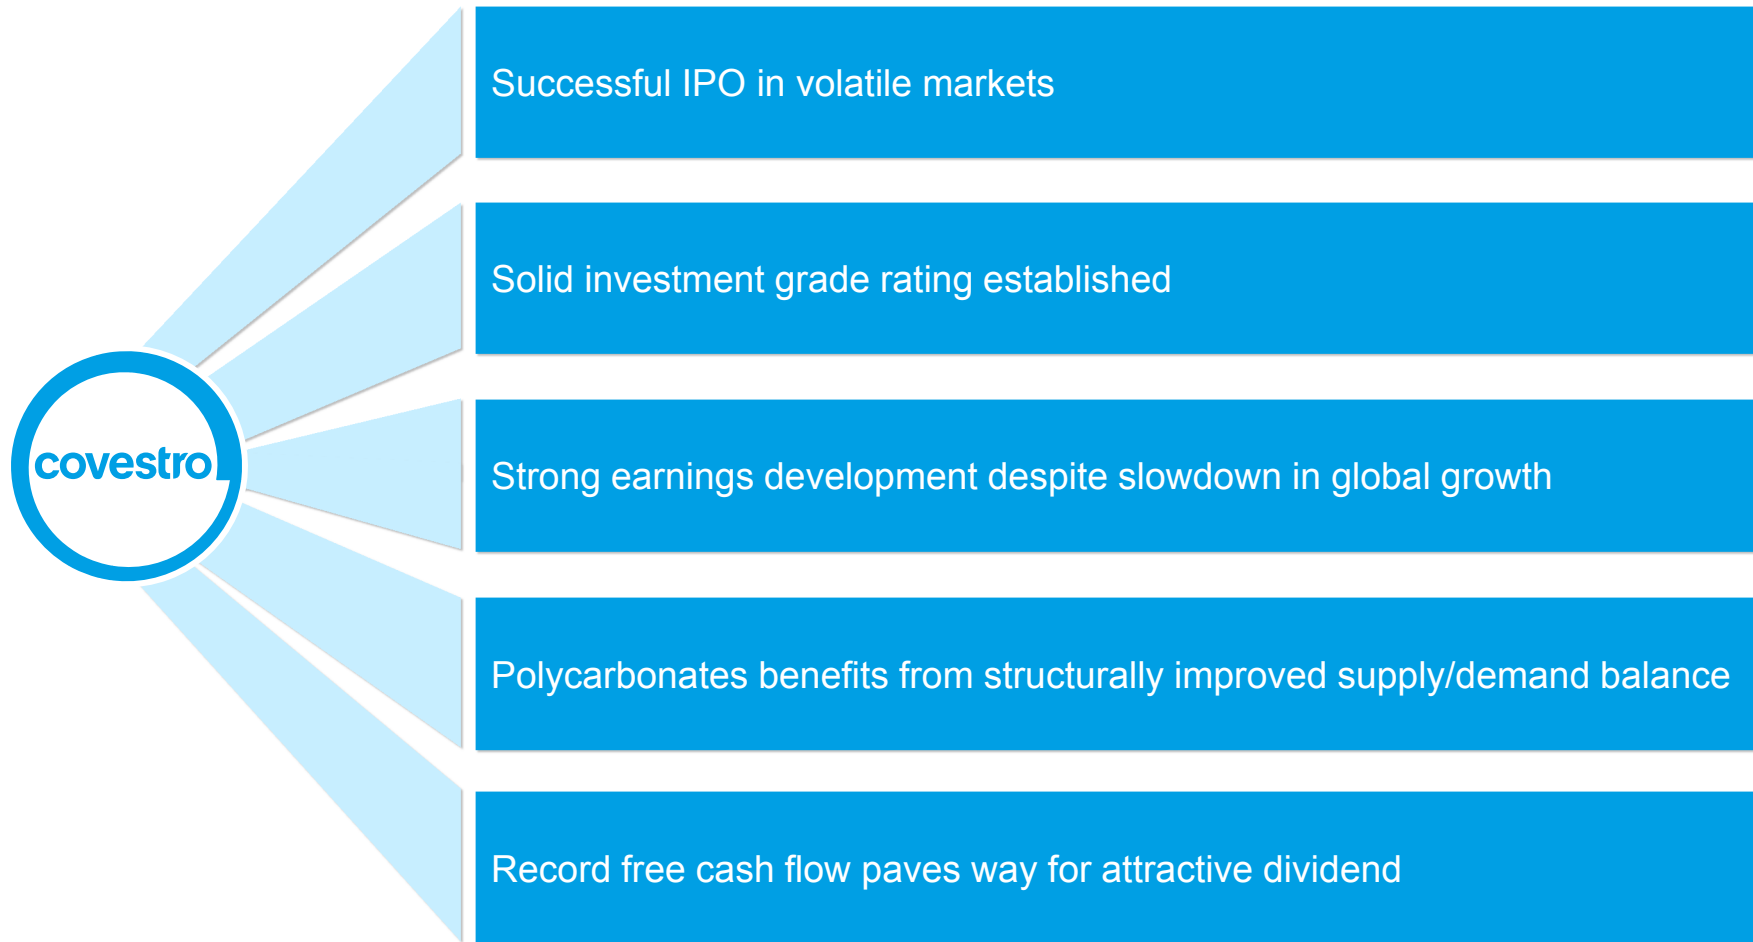 Successful IPO in volatile markets
Solid investment grade rating established
covestro
Strong earnings development despite slowdown in global growth
Polycarbonates benefits from structurally improved supply/demand balance
Record free cash flow paves way for attractive dividend